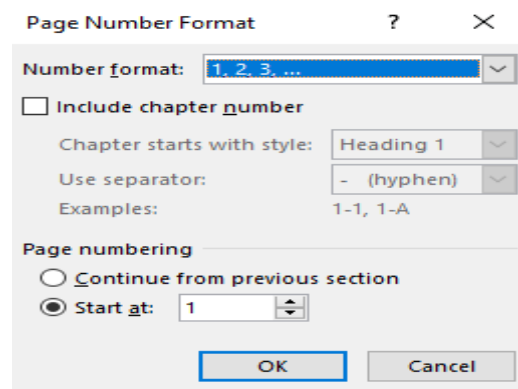 Page Number Format ? ×
Number format: 1, 2, 3, ...
Include chapter number
Chapter starts with style: Heading 1
Use separator: - (hyphen)
Examples: 1-1, 1-A
Page numbering
Continue from previous section
Start at: 1
OK Cancel